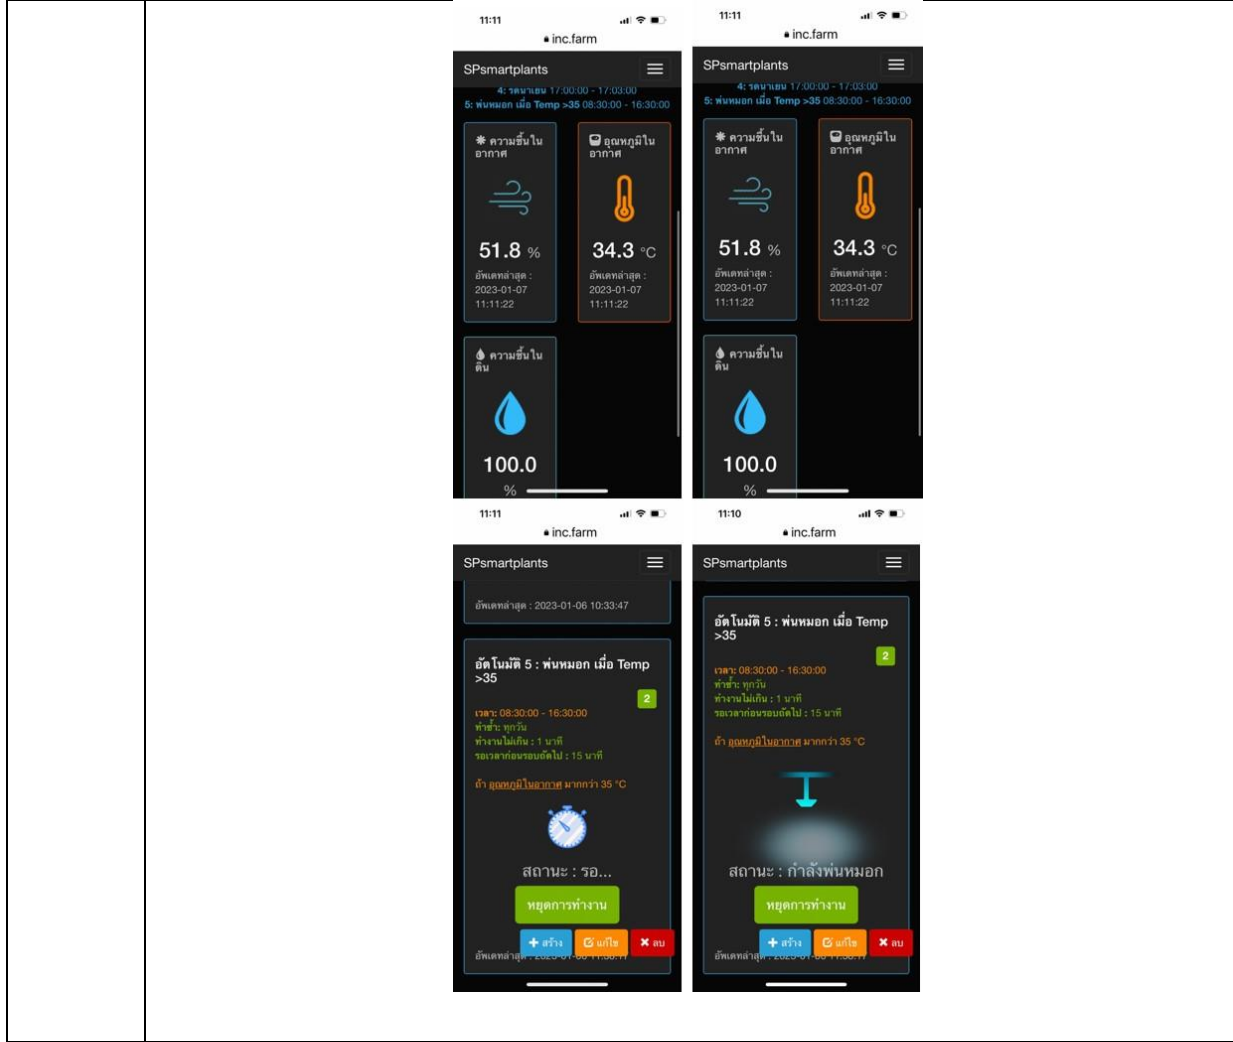 11:11
inc.farm
SPsmartplants
4: รดน้ำเย็น 17:00:00 - 17:03:00
5: พ่นหมอก เมื่อ Temp >35 08:30:00 - 16:30:00
ความชื้นใน
อากาศ
51.8 %
อัพเดทล่าสุด :
2023-01-07
11:11:22
อุณหภูมิใน
อากาศ
34.3 °C
อัพเดทล่าสุด :
2023-01-07
11:11:22
ความชื้นใน
ดิน
100.0
%
11:11
inc.farm
SPsmartplants
4: รดน้ำเย็น 17:00:00 - 17:03:00
5: พ่นหมอก เมื่อ Temp >35 08:30:00 - 16:30:00
ความชื้นใน
อากาศ
51.8 %
อัพเดทล่าสุด :
2023-01-07
11:11:22
อุณหภูมิใน
อากาศ
34.3 °C
อัพเดทล่าสุด :
2023-01-07
11:11:22
ความชื้นใน
ดิน
100.0
%
11:11
inc.farm
SPsmartplants
อัพเดทล่าสุด : 2023-01-06 10:33:47
อัตโนมัติ 5 : พ่นหมอก เมื่อ Temp
>35
2
เวลา: 08:30:00 - 16:30:00
ทำซ้ำ: ทุกวัน
ทำงานไม่เกิน : 1 นาที
รอเวลาก่อนรอบถัดไป : 15 นาที
ถ้า อุณหภูมิในอากาศ มากกว่า 35 °C
สถานะ : รอ...
หยุดการทำงาน
สร้าง แก้ไข ลบ
อัพเดทล่าสุด
11:10
inc.farm
SPsmartplants
อัตโนมัติ 5 : พ่นหมอก เมื่อ Temp
>35
2
เวลา: 08:30:00 - 16:30:00
ทำซ้ำ: ทุกวัน
ทำงานไม่เกิน : 1 นาที
รอเวลาก่อนรอบถัดไป : 15 นาที
ถ้า อุณหภูมิในอากาศ มากกว่า 35 °C
สถานะ : กำลังพ่นหมอก
หยุดการทำงาน
สร้าง แก้ไข ลบ
อัพเดทล่าสุด